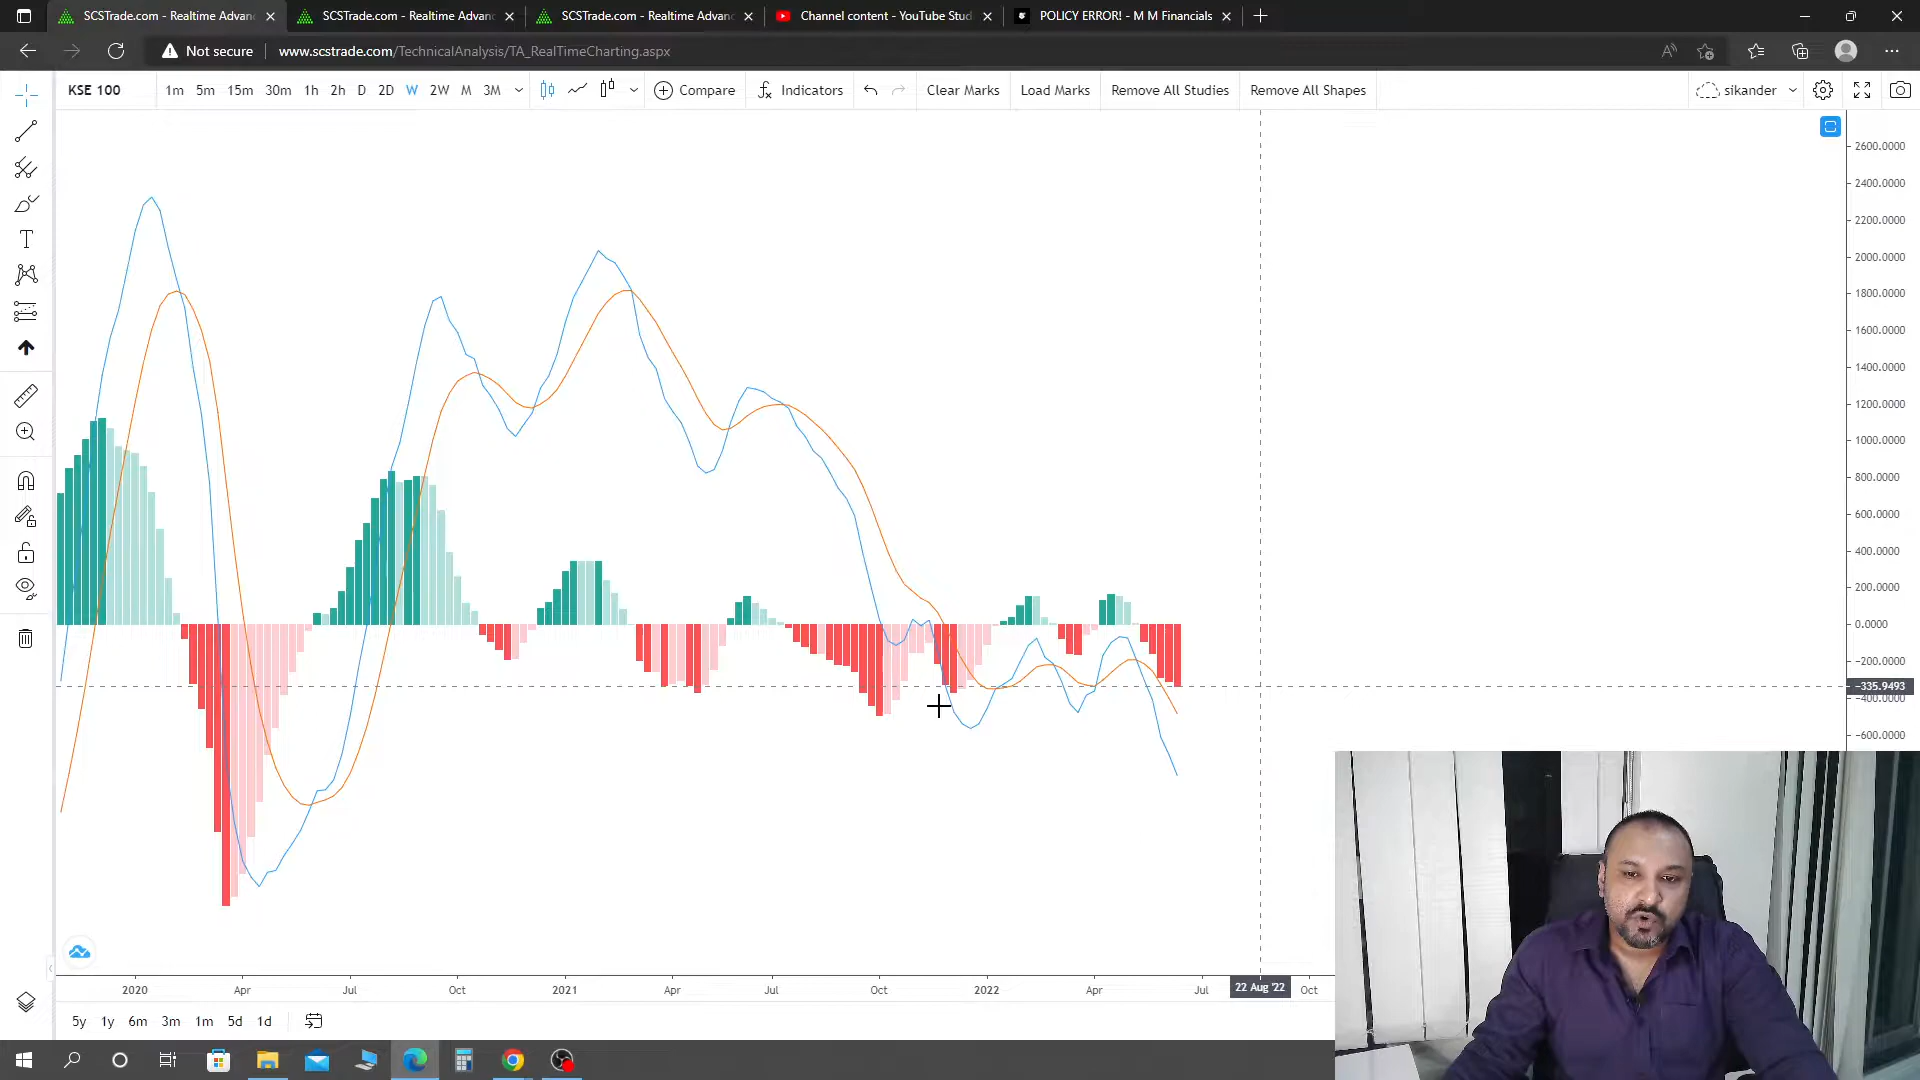 SCSTrade.com - Realtime Advanc
SCSTrade.com - Realtime Advanc
SCSTrade.com - Realtime Advanc
Channel content - YouTube Stud
POLICY ERROR! - M M Financials
Not secure
www.scstrade.com/TechnicalAnalysis/TA_RealTimeCharting.aspx
KSE 100
1m 5m 15m 30m 1h 2h D 2D W 2W M 3M
Compare
Indicators
Clear Marks
Load Marks
Remove All Studies
Remove All Shapes
sikander
2600.0000
2400.0000
2200.0000
2000.0000
1800.0000
1600.0000
1400.0000
1200.0000
1000.0000
800.0000
600.0000
400.0000
200.0000
0.0000
−200.0000
−335.9493
−400.0000
−600.0000
2020 Apr Jul Oct 2021 Apr Jul Oct 2022 Apr Jul 22 Aug '22 Oct
5y 1y 6m 3m 1m 5d 1d